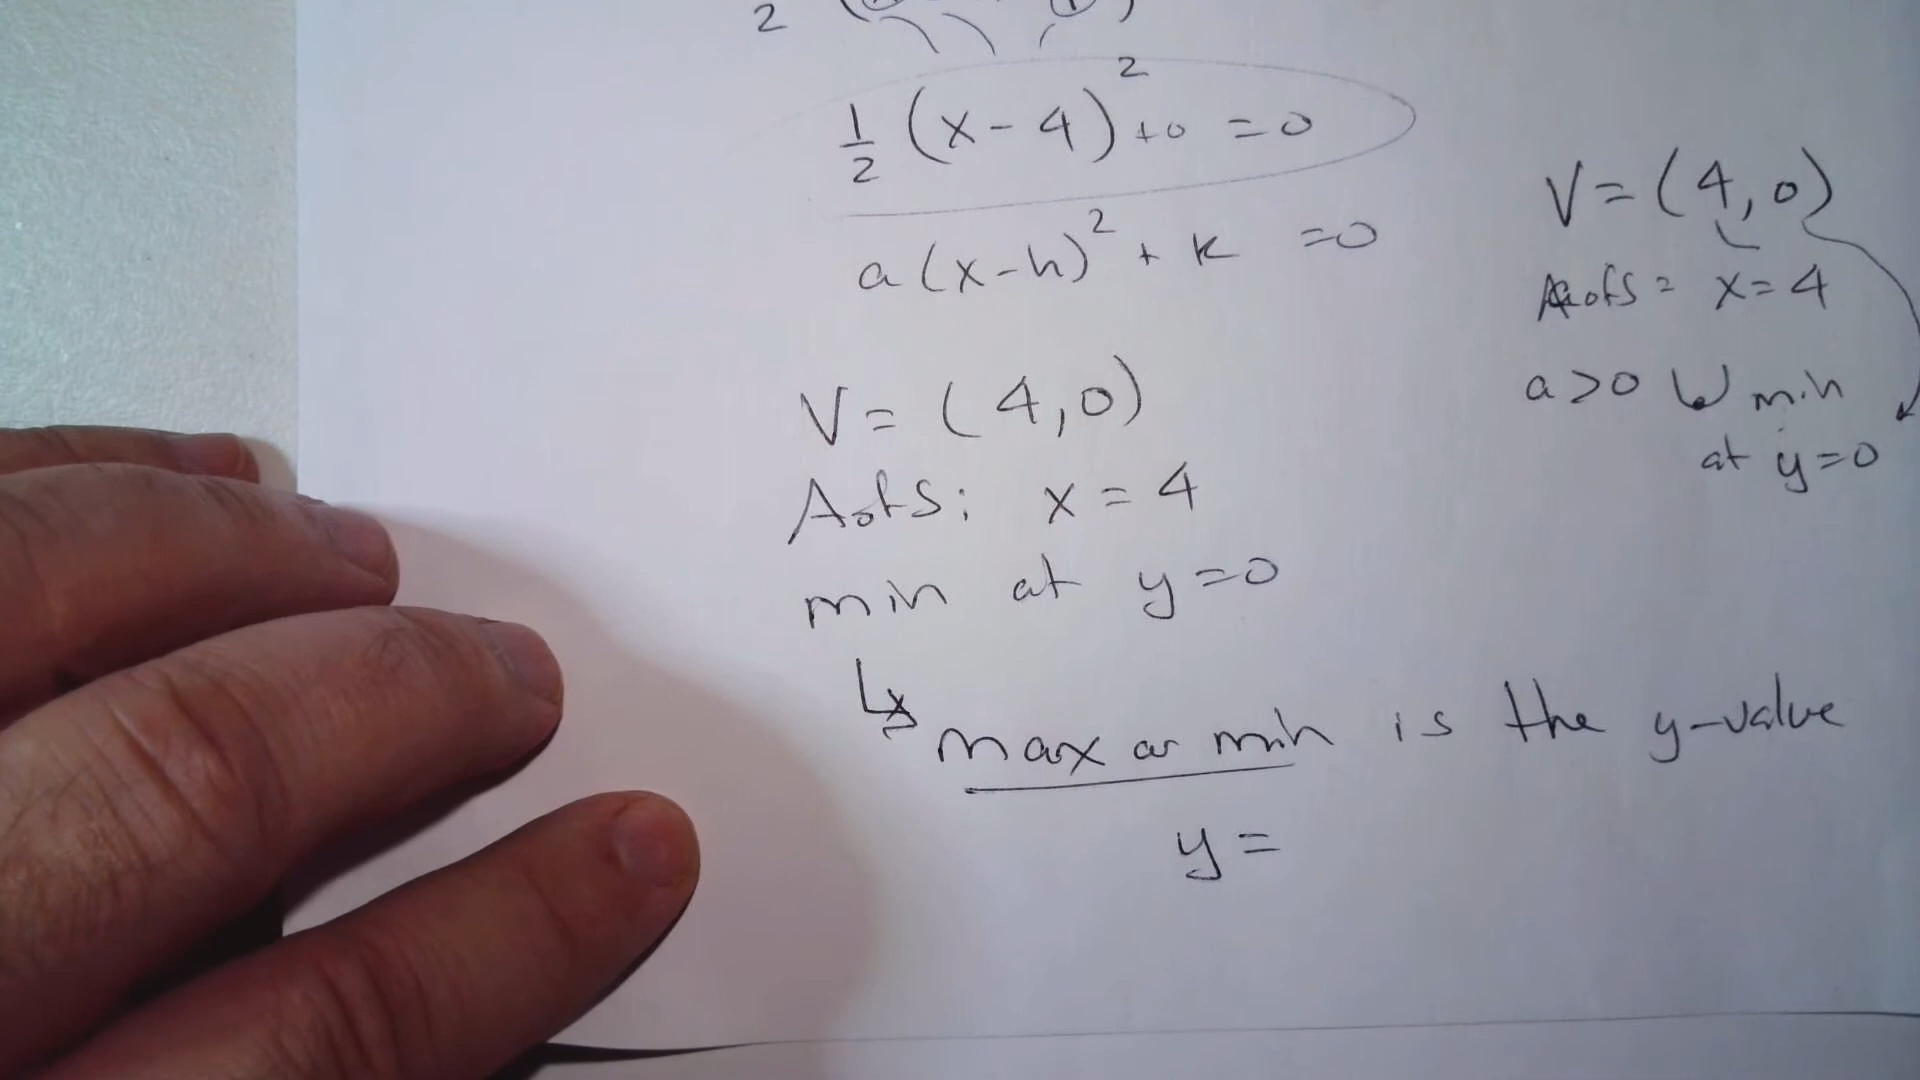 2
½ (x-4)² +0 =0
a(x-h)² + k =0
V= (4,0)
AofS: x=4
min at y=0
max or min is the y-value
y=
V=(4,0)
AofS= x=4
a>0 min
at y=0